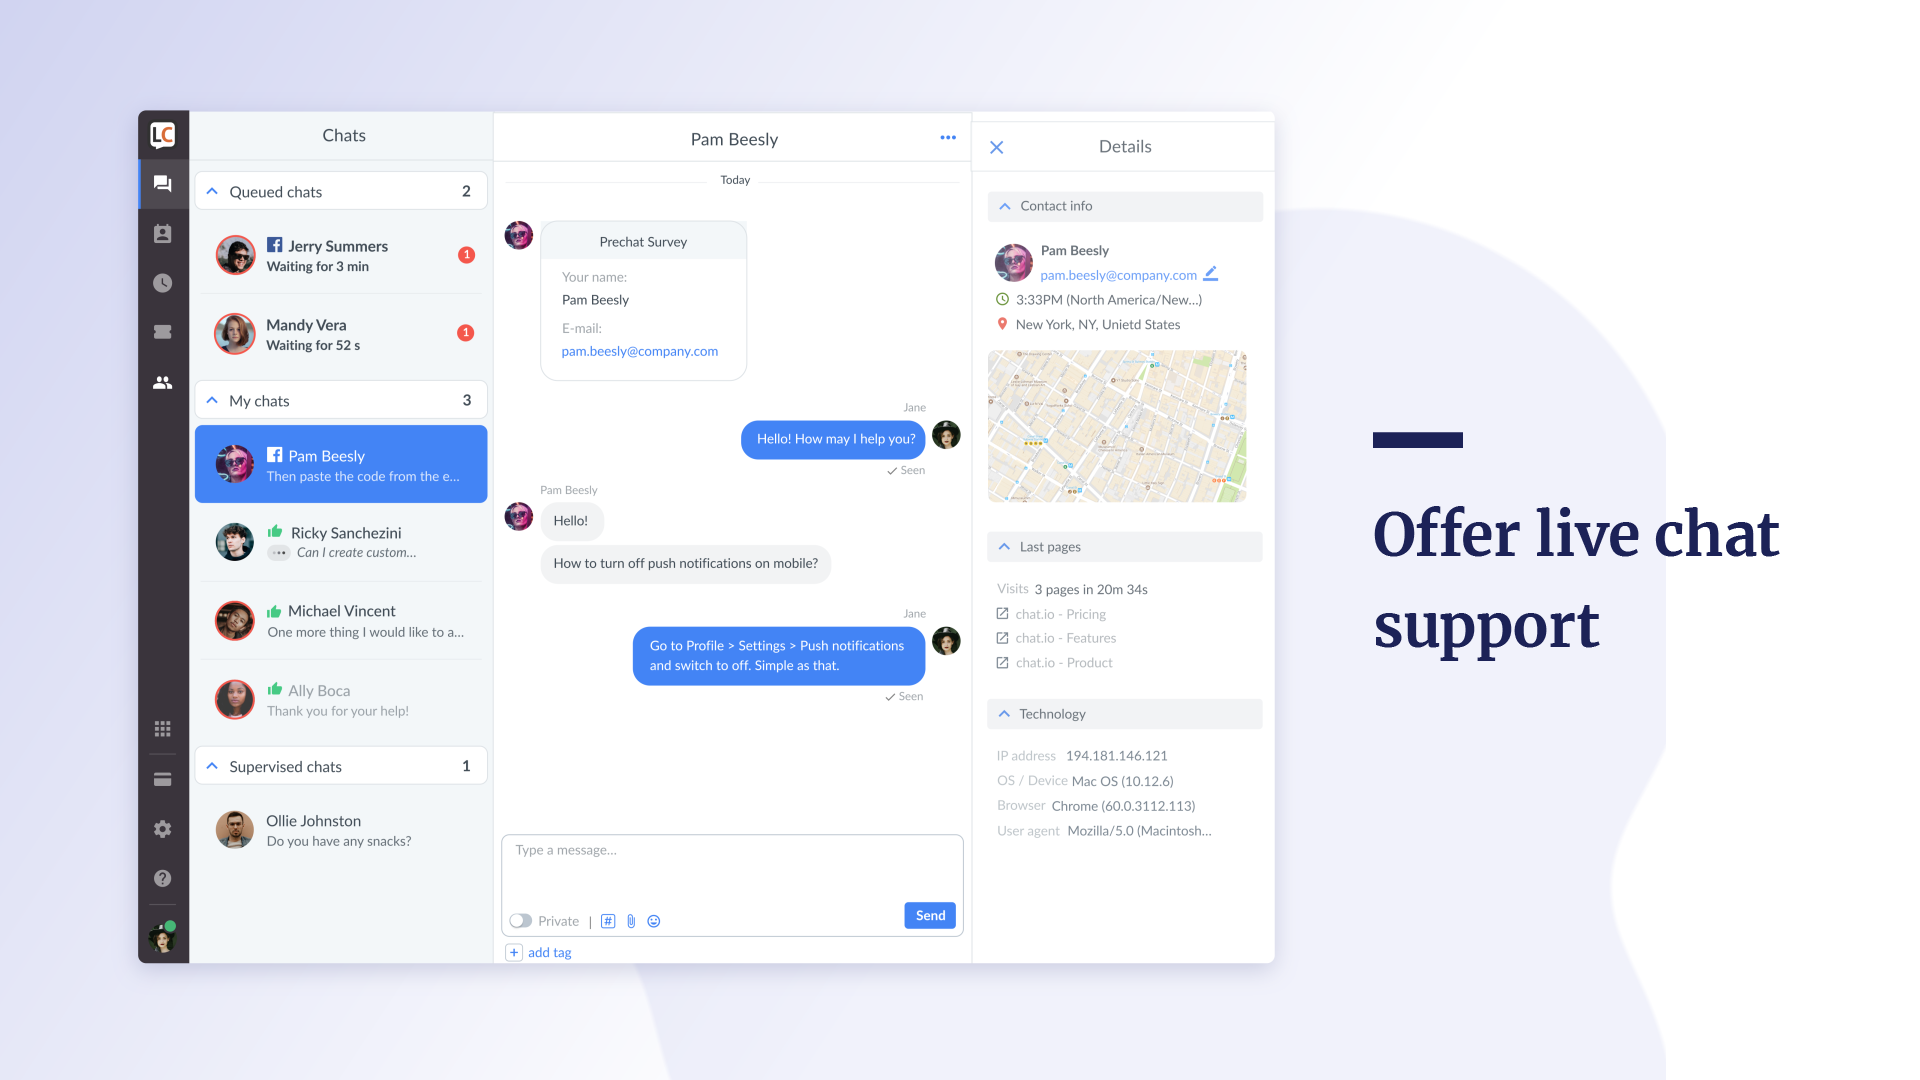 LC
Chats
Queued chats 2
Jerry Summers
Waiting for 3 min
1
Mandy Vera
Waiting for 52 s
1
My chats 3
Pam Beesly
Then paste the code from the e...
Ricky Sanchezini
Can I create custom...
Michael Vincent
One more thing I would like to a...
Ally Boca
Thank you for your help!
Supervised chats 1
Ollie Johnston
Do you have any snacks?
Pam Beesly
Today
Prechat Survey
Your name:
Pam Beesly
E-mail:
pam.beesly@company.com
Jane
Hello! How may I help you?
Seen
Pam Beesly
Hello!
How to turn off push notifications on mobile?
Jane
Go to Profile > Settings > Push notifications
and switch to off. Simple as that.
Seen
Type a message...
Private |
#
Send
+ add tag
Details
Contact info
Pam Beesly
pam.beesly@company.com
3:33PM (North America/New...)
New York, NY, Unietd States
Last pages
Visits 3 pages in 20m 34s
chat.io - Pricing
chat.io - Features
chat.io - Product
Technology
IP address 194.181.146.121
OS / Device Mac OS (10.12.6)
Browser Chrome (60.0.3112.113)
User agent Mozilla/5.0 (Macintosh...
Offer live chat
support